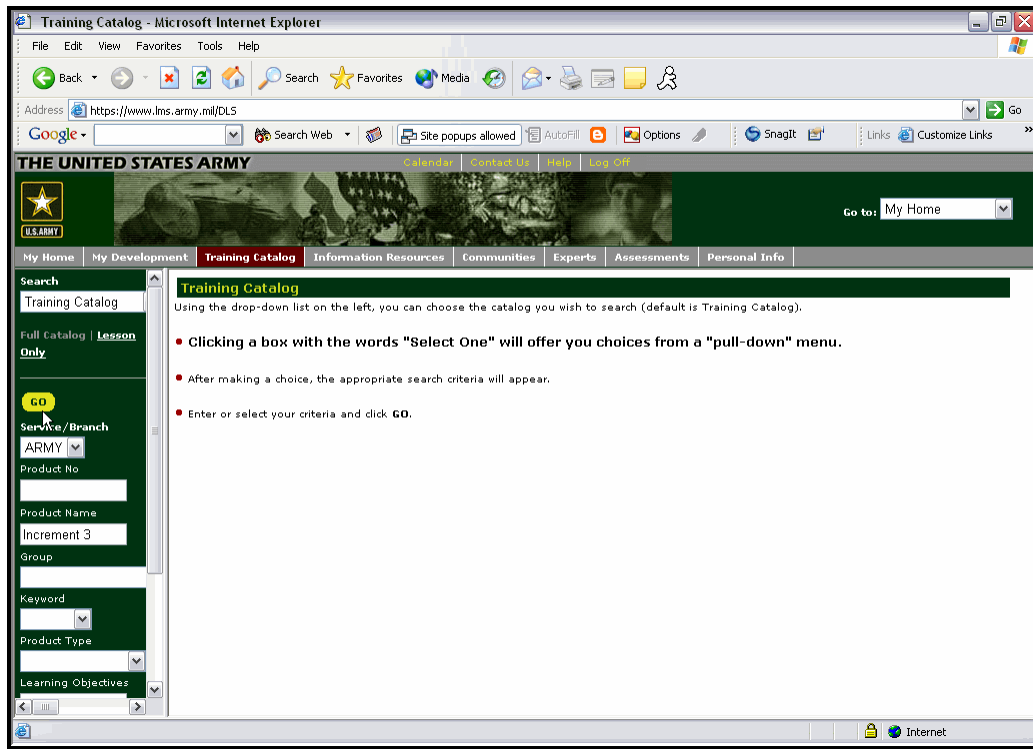 Training Catalog - Microsoft Internet Explorer
File Edit View Favorites Tools Help
Back Search Favorites Media
Address https://www.lms.army.mil/DLS Go
Google Search Web Site popups allowed AutoFill Options SnagIt Links Customize Links »
THE UNITED STATES ARMY Calendar Contact Us Help Log Off
U.S.ARMY
Go to: My Home
My Home My Development Training Catalog Information Resources Communities Experts Assessments Personal Info
Search
Training Catalog
Full Catalog | Lesson
Only
GO
Service/Branch
ARMY
Product No
Product Name
Increment 3
Group
Keyword
Product Type
Learning Objectives
Training Catalog
Using the drop-down list on the left, you can choose the catalog you wish to search (default is Training Catalog).
• Clicking a box with the words "Select One" will offer you choices from a "pull-down" menu.
• After making a choice, the appropriate search criteria will appear.
• Enter or select your criteria and click GO.
Internet